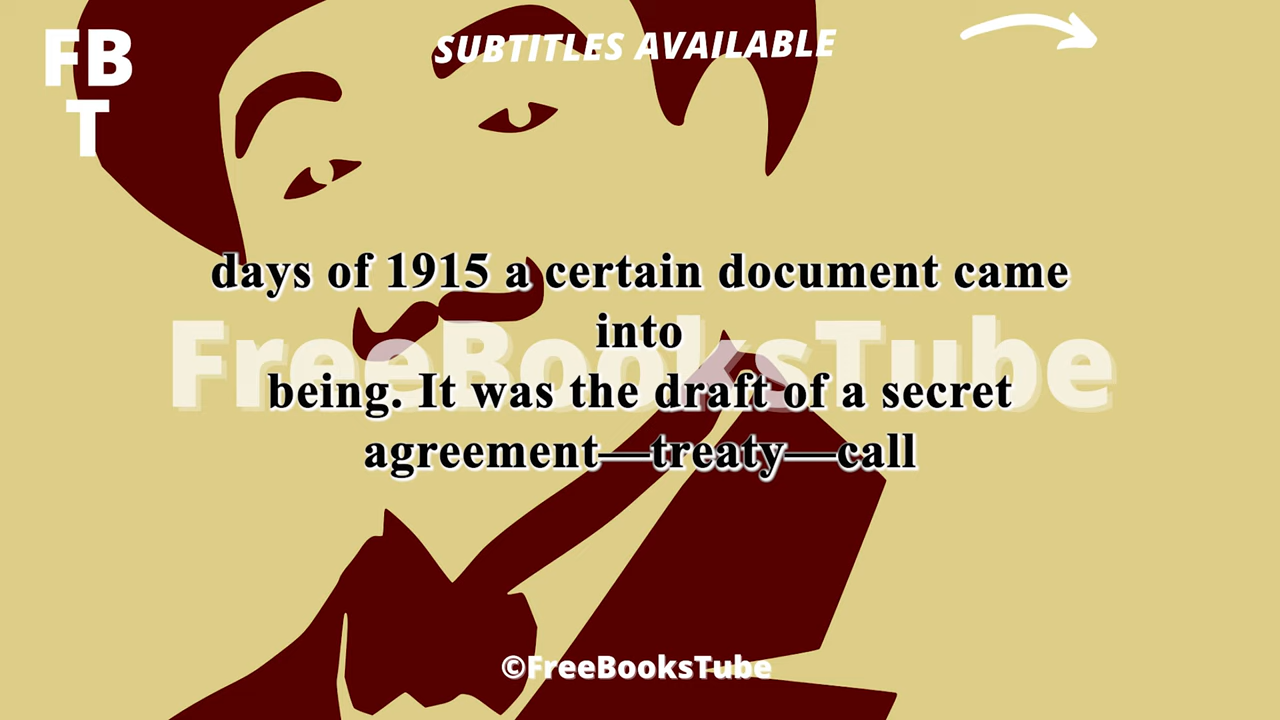 FB
T
SUBTITLES AVAILABLE
days of 1915 a certain document came
into
FreeBooksTube
being. It was the draft of a secret
agreement—treaty—call
©FreeBooksTube